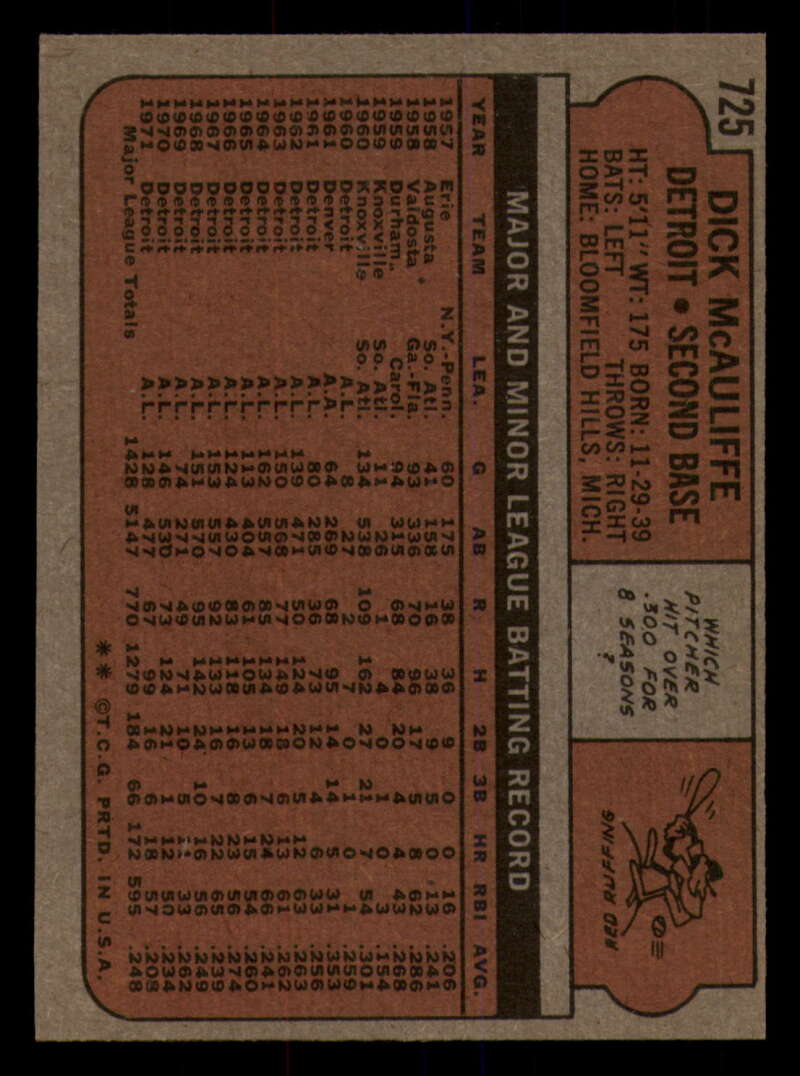 725
DICK McAULIFFE
DETROIT • SECOND BASE
HT: 5'11" WT: 175 BORN: 11-29-39
BATS: LEFT THROWS: RIGHT
HOME: BLOOMFIELD HILLS, MICH.
WHICH
PITCHER
HIT OVER
.300 FOR
8 SEASONS
?
RED RUFFING
MAJOR AND MINOR LEAGUE BATTING RECORD
YEAR TEAM LEA. G AB R H 2B 3B HR RBI AVG.
1957 Erie N.Y.-Penn. 60 175 38 36 9 0 0 16 .206
1958 Augusta So. Atl. 41 158 16 38 9 5 0 13 .241
1958 Valdosta Ga.-Fla. 93 336 70 96 17 5 8 62 .286
1959 Durham Carol. 94 315 68 84 20 4 4 43 .268
1959 Knoxville So. Atl. 11 26 1 4 0 1 0 3 .154
1960 Knoxville So. Atl. 134 538 109 162 27 21 7 54 .301
1960 Detroit A.L. 8 27 2 7 0 1 0 1 .259
1961 Denver A.A. 64 269 68 95 14 14 5 31 .353
1961 Detroit A.L. 80 285 36 73 12 4 6 33 .256
1962 Detroit A.L. 139 471 50 124 20 5 12 63 .263
1963 Detroit A.L. 150 568 77 149 18 6 13 61 .262
1964 Detroit A.L. 162 557 85 134 18 7 24 66 .241
1965 Detroit A.L. 113 404 61 105 13 6 15 54 .260
1966 Detroit A.L. 124 430 83 118 16 8 23 56 .274
1967 Detroit A.L. 153 557 92 133 16 7 22 65 .239
1968 Detroit A.L. 151 570 95 142 24 10 16 56 .249
1969 Detroit A.L. 74 271 49 71 10 5 11 33 .262
1970 Detroit A.L. 146 530 73 124 21 1 12 50 .234
1971 Detroit A.L. 128 477 67 99 16 6 18 57 .208
Major League Totals 1428 5147 770 1279 184 66 172 595 .248
** ©T.C.G. PRTD. IN U.S.A.